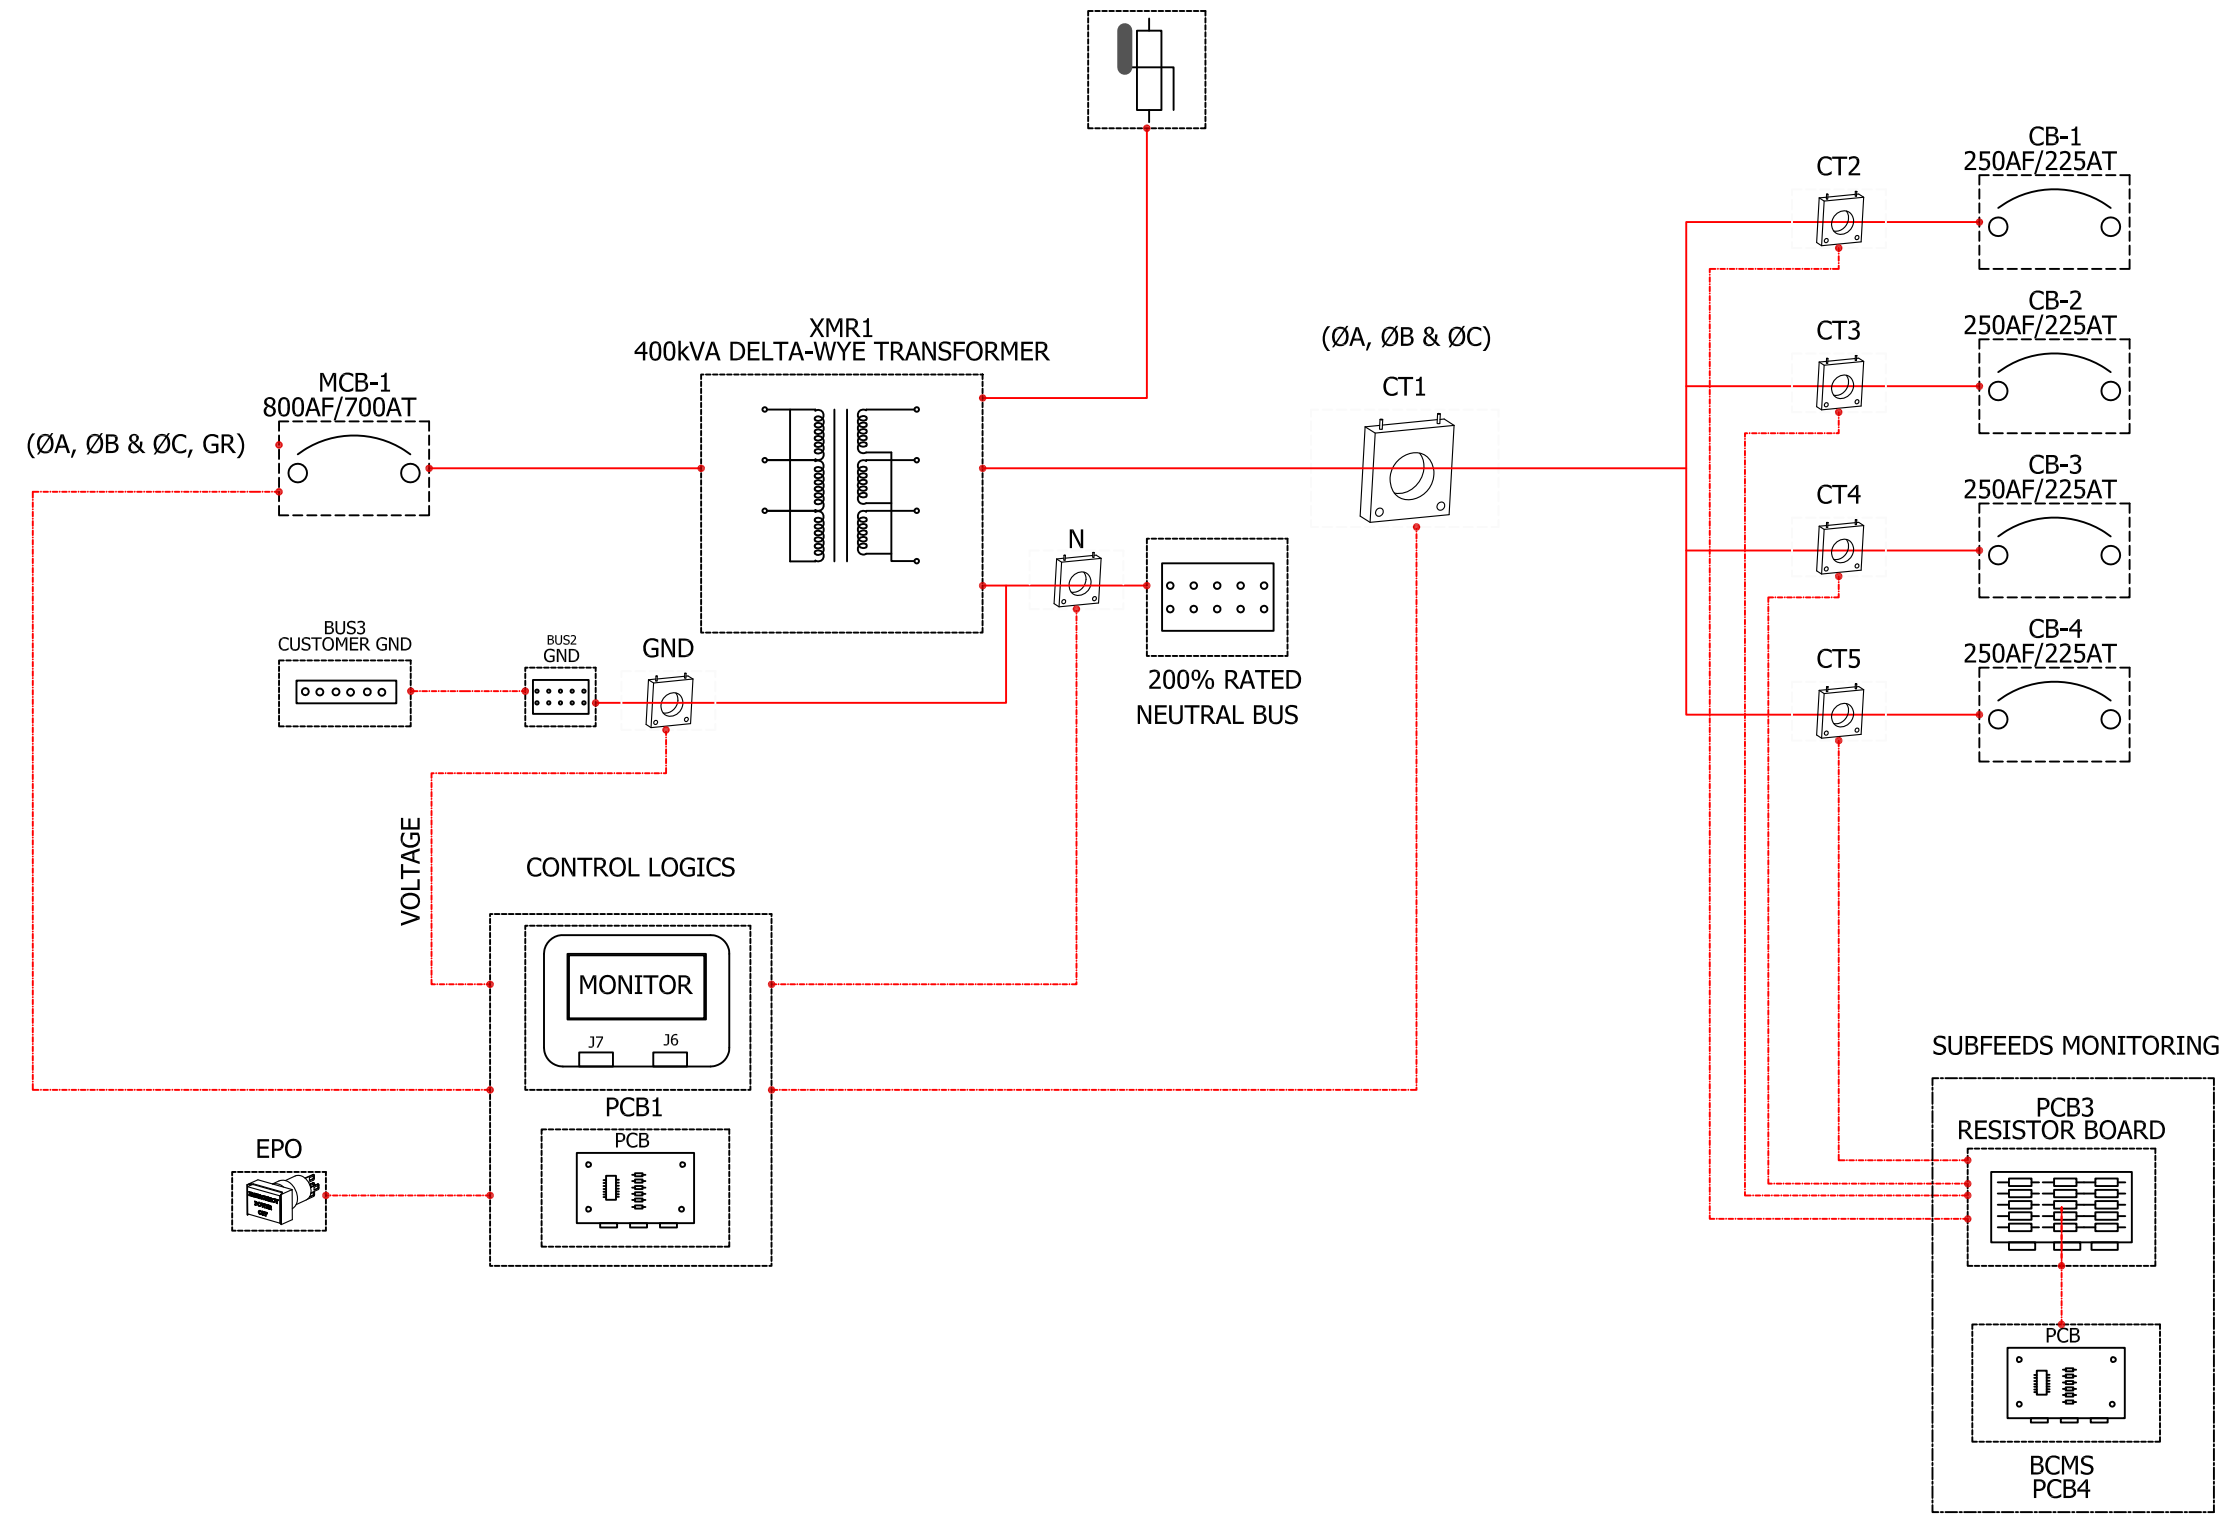 CB-1
250AF/225AT
CT2
CB-2
250AF/225AT
CT3
XMR1
400kVA DELTA-WYE TRANSFORMER
(ØA, ØB & ØC)
CT1
MCB-1
800AF/700AT
(ØA, ØB & ØC, GR)
CB-3
250AF/225AT
CT4
N
CB-4
250AF/225AT
CT5
BUS3
CUSTOMER GND
BUS2
GND
GND
200% RATED
NEUTRAL BUS
VOLTAGE
CONTROL LOGICS
MONITOR
J7
J6
PCB1
PCB
EPO
SUBFEEDS MONITORING
PCB3
RESISTOR BOARD
PCB
BCMS
PCB4